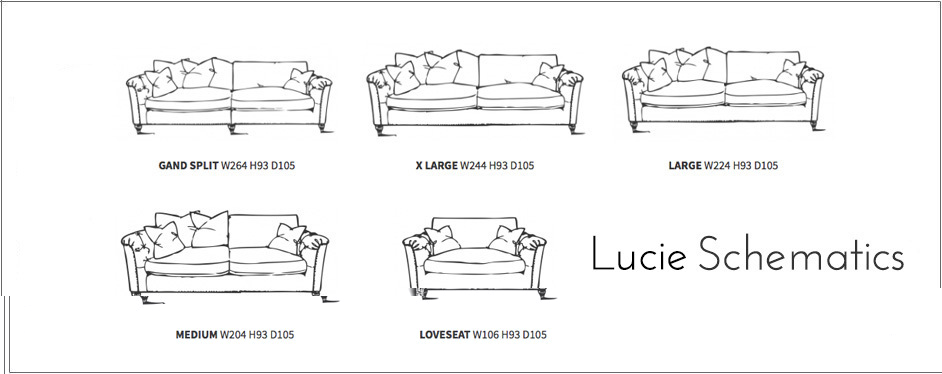 GAND SPLIT W264 H93 D105
X LARGE W244 H93 D105
LARGE W224 H93 D105
Lucie Schematics
MEDIUM W204 H93 D105
LOVESEAT W106 H93 D105